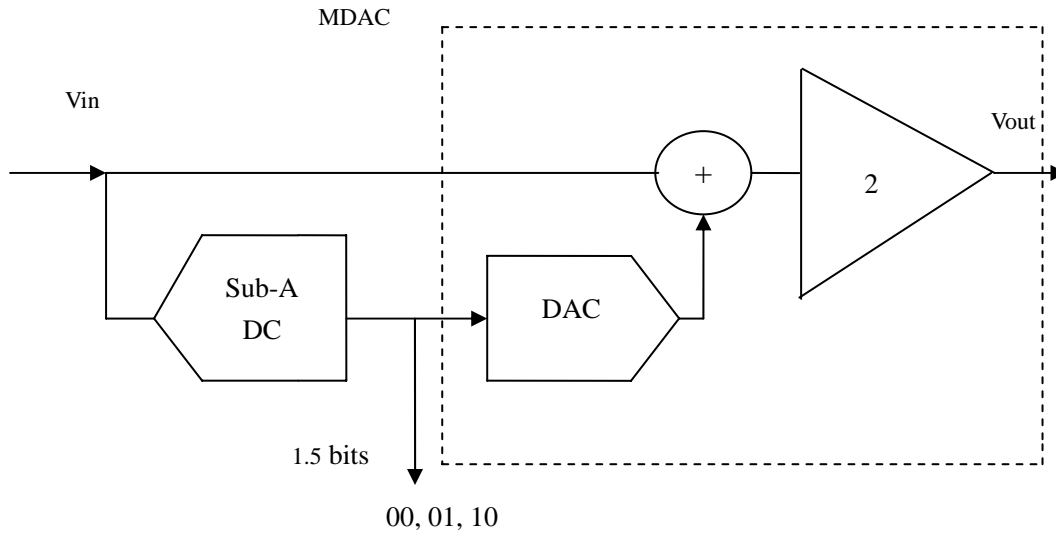 MDAC
Vin
Vout
+
2
Sub-A
DC
DAC
1.5 bits
00, 01, 10